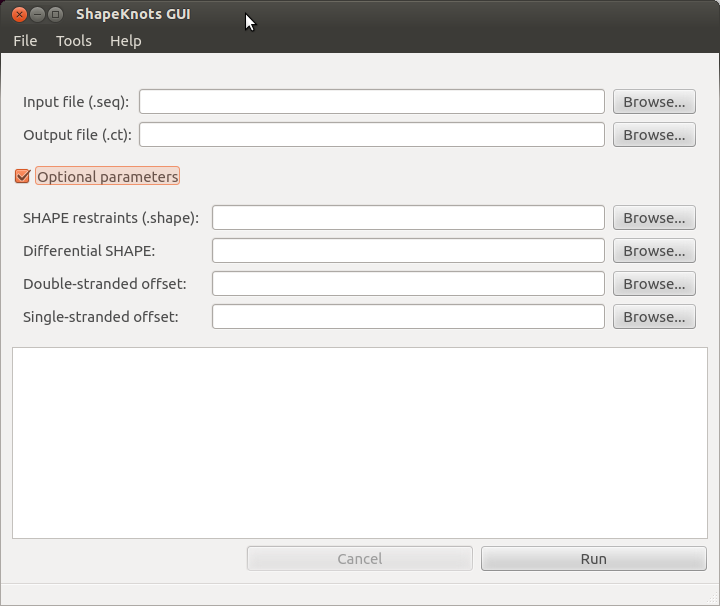 ShapeKnots GUI
File Tools Help
Input file (.seq): Browse...
Output file (.ct): Browse...
Optional parameters
SHAPE restraints (.shape): Browse...
Differential SHAPE: Browse...
Double-stranded offset: Browse...
Single-stranded offset: Browse...
Cancel Run